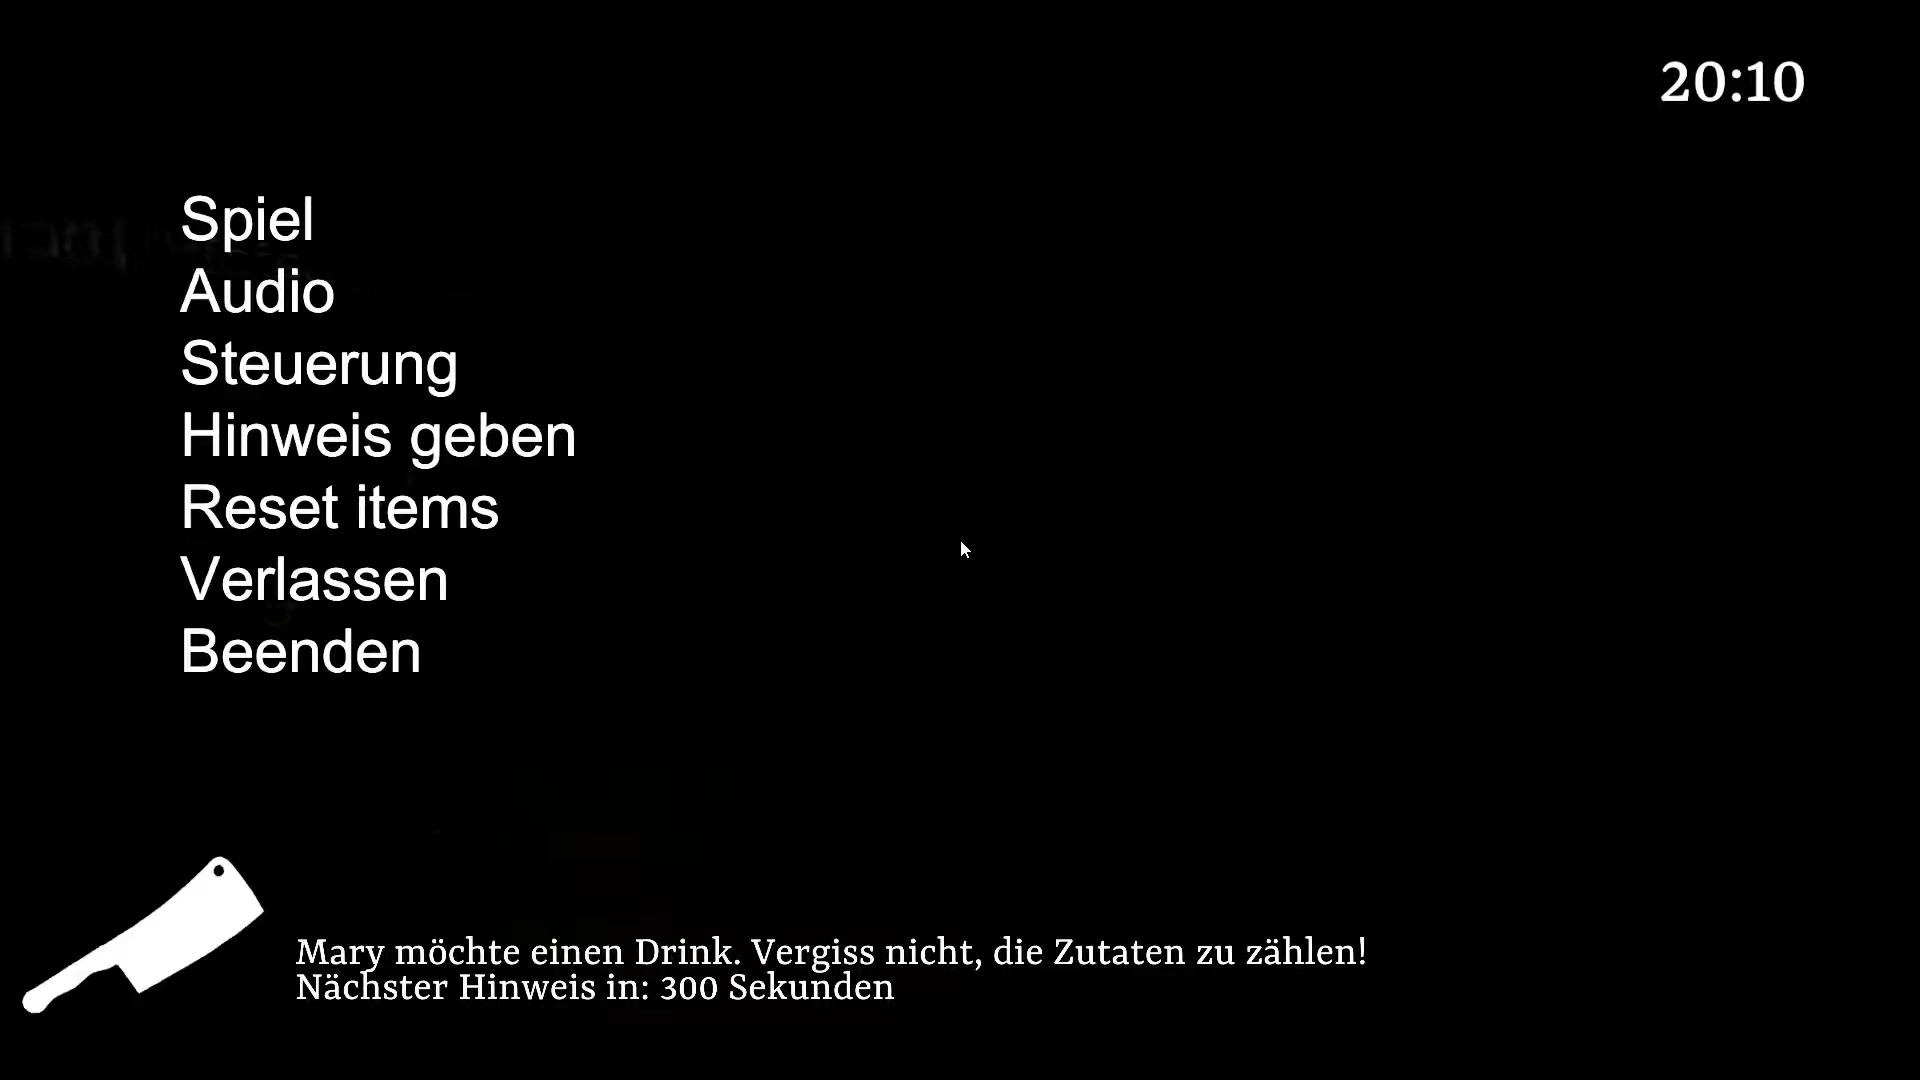 20:10
Spiel
Audio
Steuerung
Hinweis geben
Reset items
Verlassen
Beenden
Mary möchte einen Drink. Vergiss nicht, die Zutaten zu zählen!
Nächster Hinweis in: 300 Sekunden